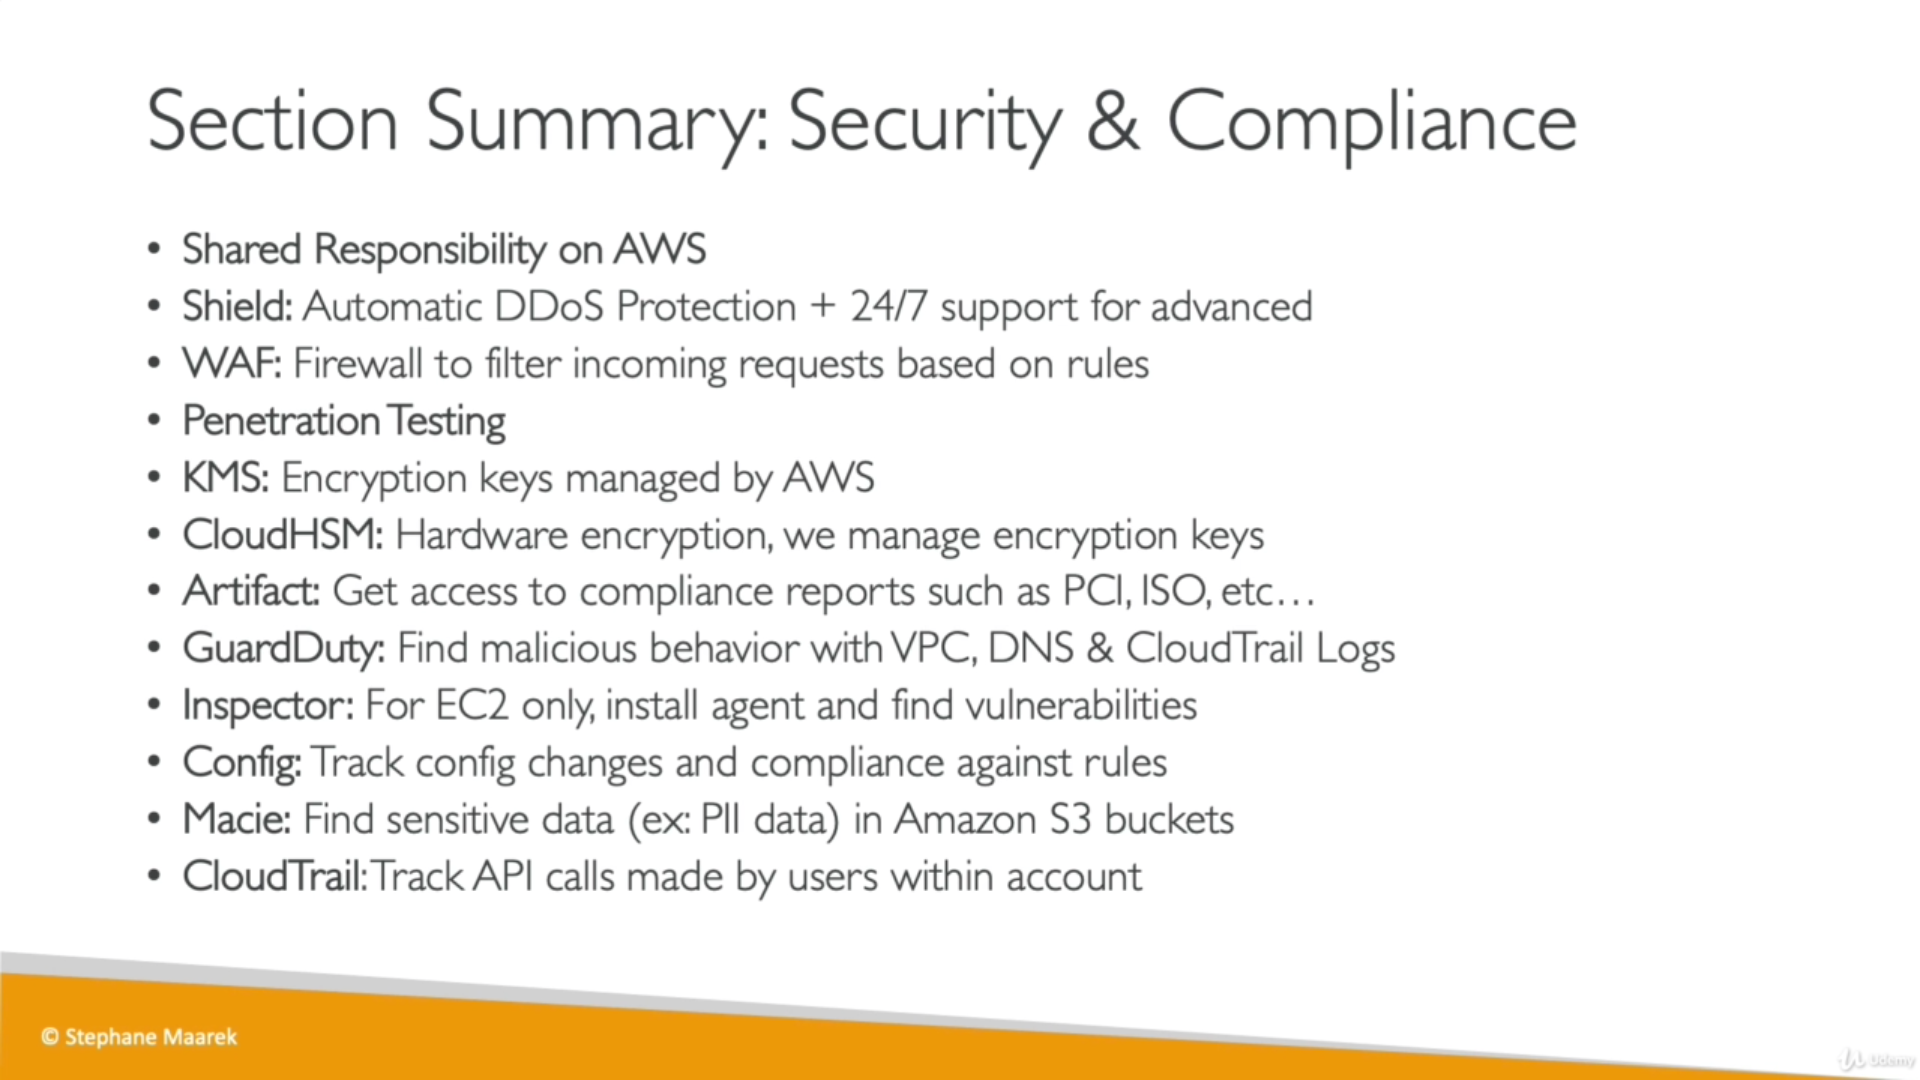 Section Summary: Security & Compliance
• Shared Responsibility on AWS
• Shield: Automatic DDoS Protection + 24/7 support for advanced
• WAF: Firewall to filter incoming requests based on rules
• Penetration Testing
• KMS: Encryption keys managed by AWS
• CloudHSM: Hardware encryption, we manage encryption keys
• Artifact: Get access to compliance reports such as PCI, ISO, etc…
• GuardDuty: Find malicious behavior with VPC, DNS & CloudTrail Logs
• Inspector: For EC2 only, install agent and find vulnerabilities
• Config: Track config changes and compliance against rules
• Macie: Find sensitive data (ex: PII data) in Amazon S3 buckets
• CloudTrail: Track API calls made by users within account
© Stephane Maarek
Udemy